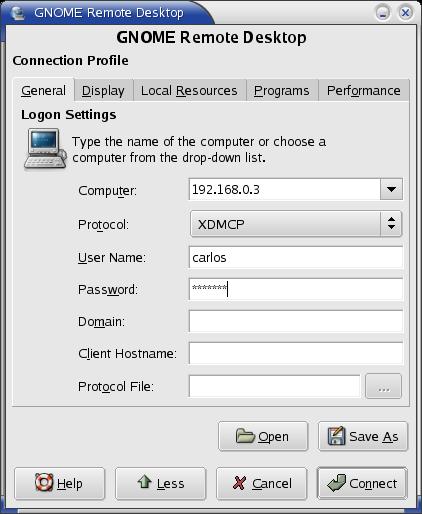 GNOME Remote Desktop
GNOME Remote Desktop
Connection Profile
General Display Local Resources Programs Performance
Logon Settings
Type the name of the computer or choose a
computer from the drop-down list.
Computer: 192.168.0.3
Protocol: XDMCP
User Name: carlos
Password: *******
Domain:
Client Hostname:
Protocol File: ...
Open Save As
Help Less Cancel Connect